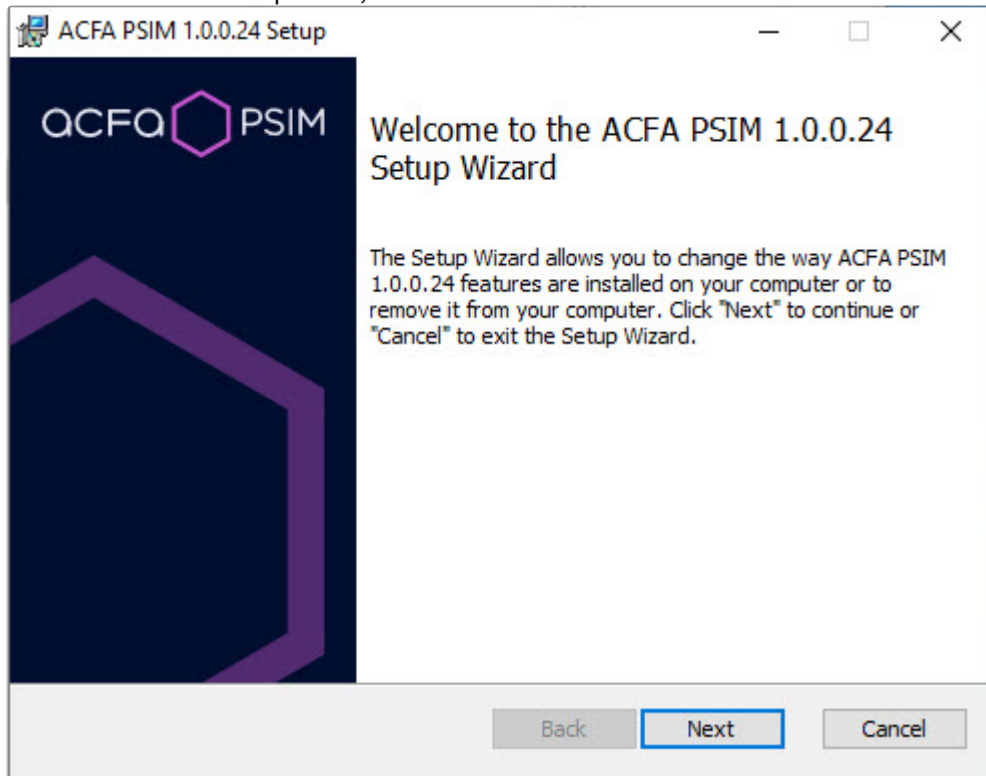 ACFA PSIM 1.0.0.24 Setup
acfa PSIM
Welcome to the ACFA PSIM 1.0.0.24
Setup Wizard
The Setup Wizard allows you to change the way ACFA PSIM
1.0.0.24 features are installed on your computer or to
remove it from your computer. Click "Next" to continue or
"Cancel" to exit the Setup Wizard.
Back Next Cancel